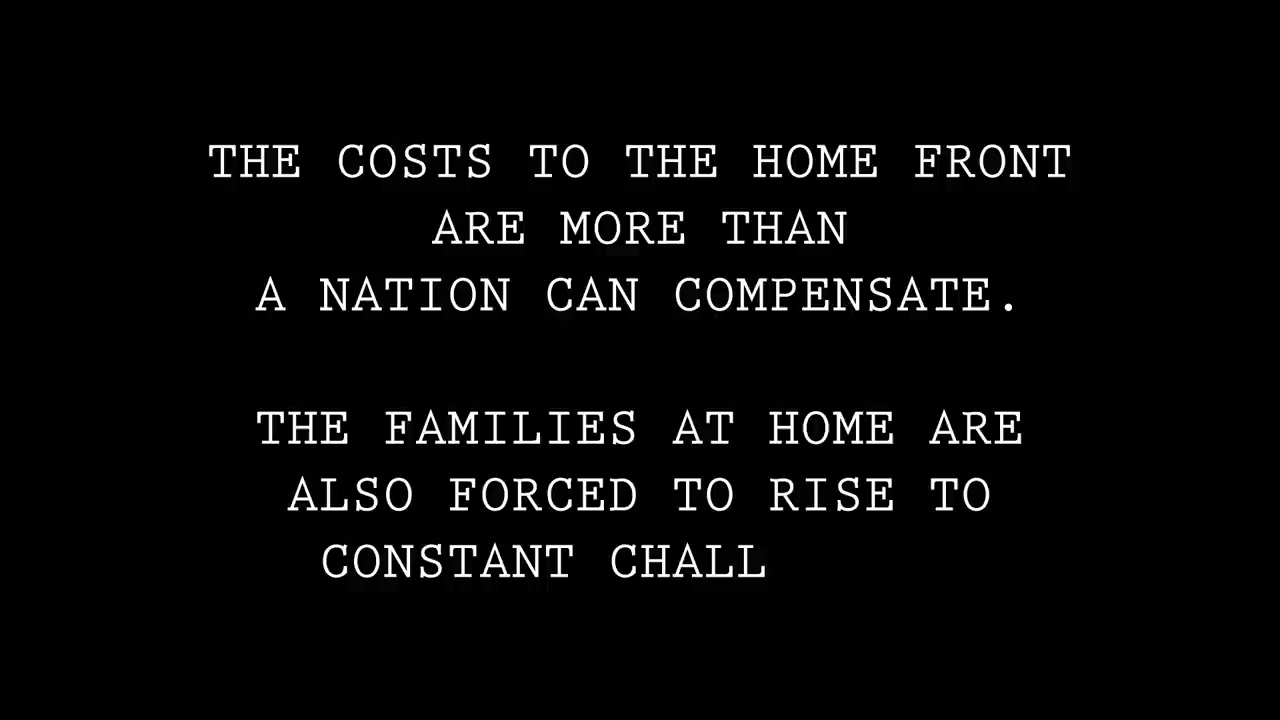 THE COSTS TO THE HOME FRONT
ARE MORE THAN
A NATION CAN COMPENSATE.
THE FAMILIES AT HOME ARE
ALSO FORCED TO RISE TO
CONSTANT CHALL